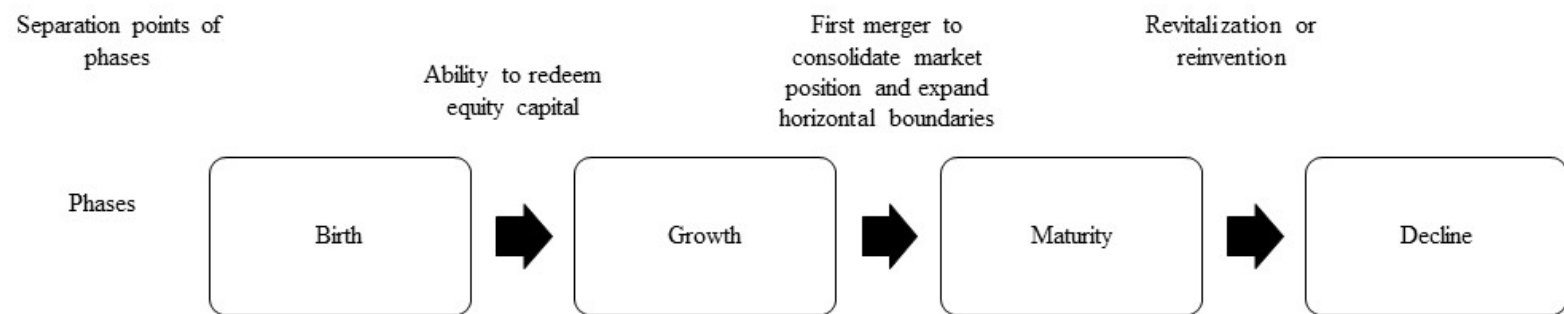 Separation points of
phases
Ability to redeem
equity capital
First merger to
consolidate market
position and expand
horizontal boundaries
Revitalization or
reinvention
Phases
Birth
Growth
Maturity
Decline